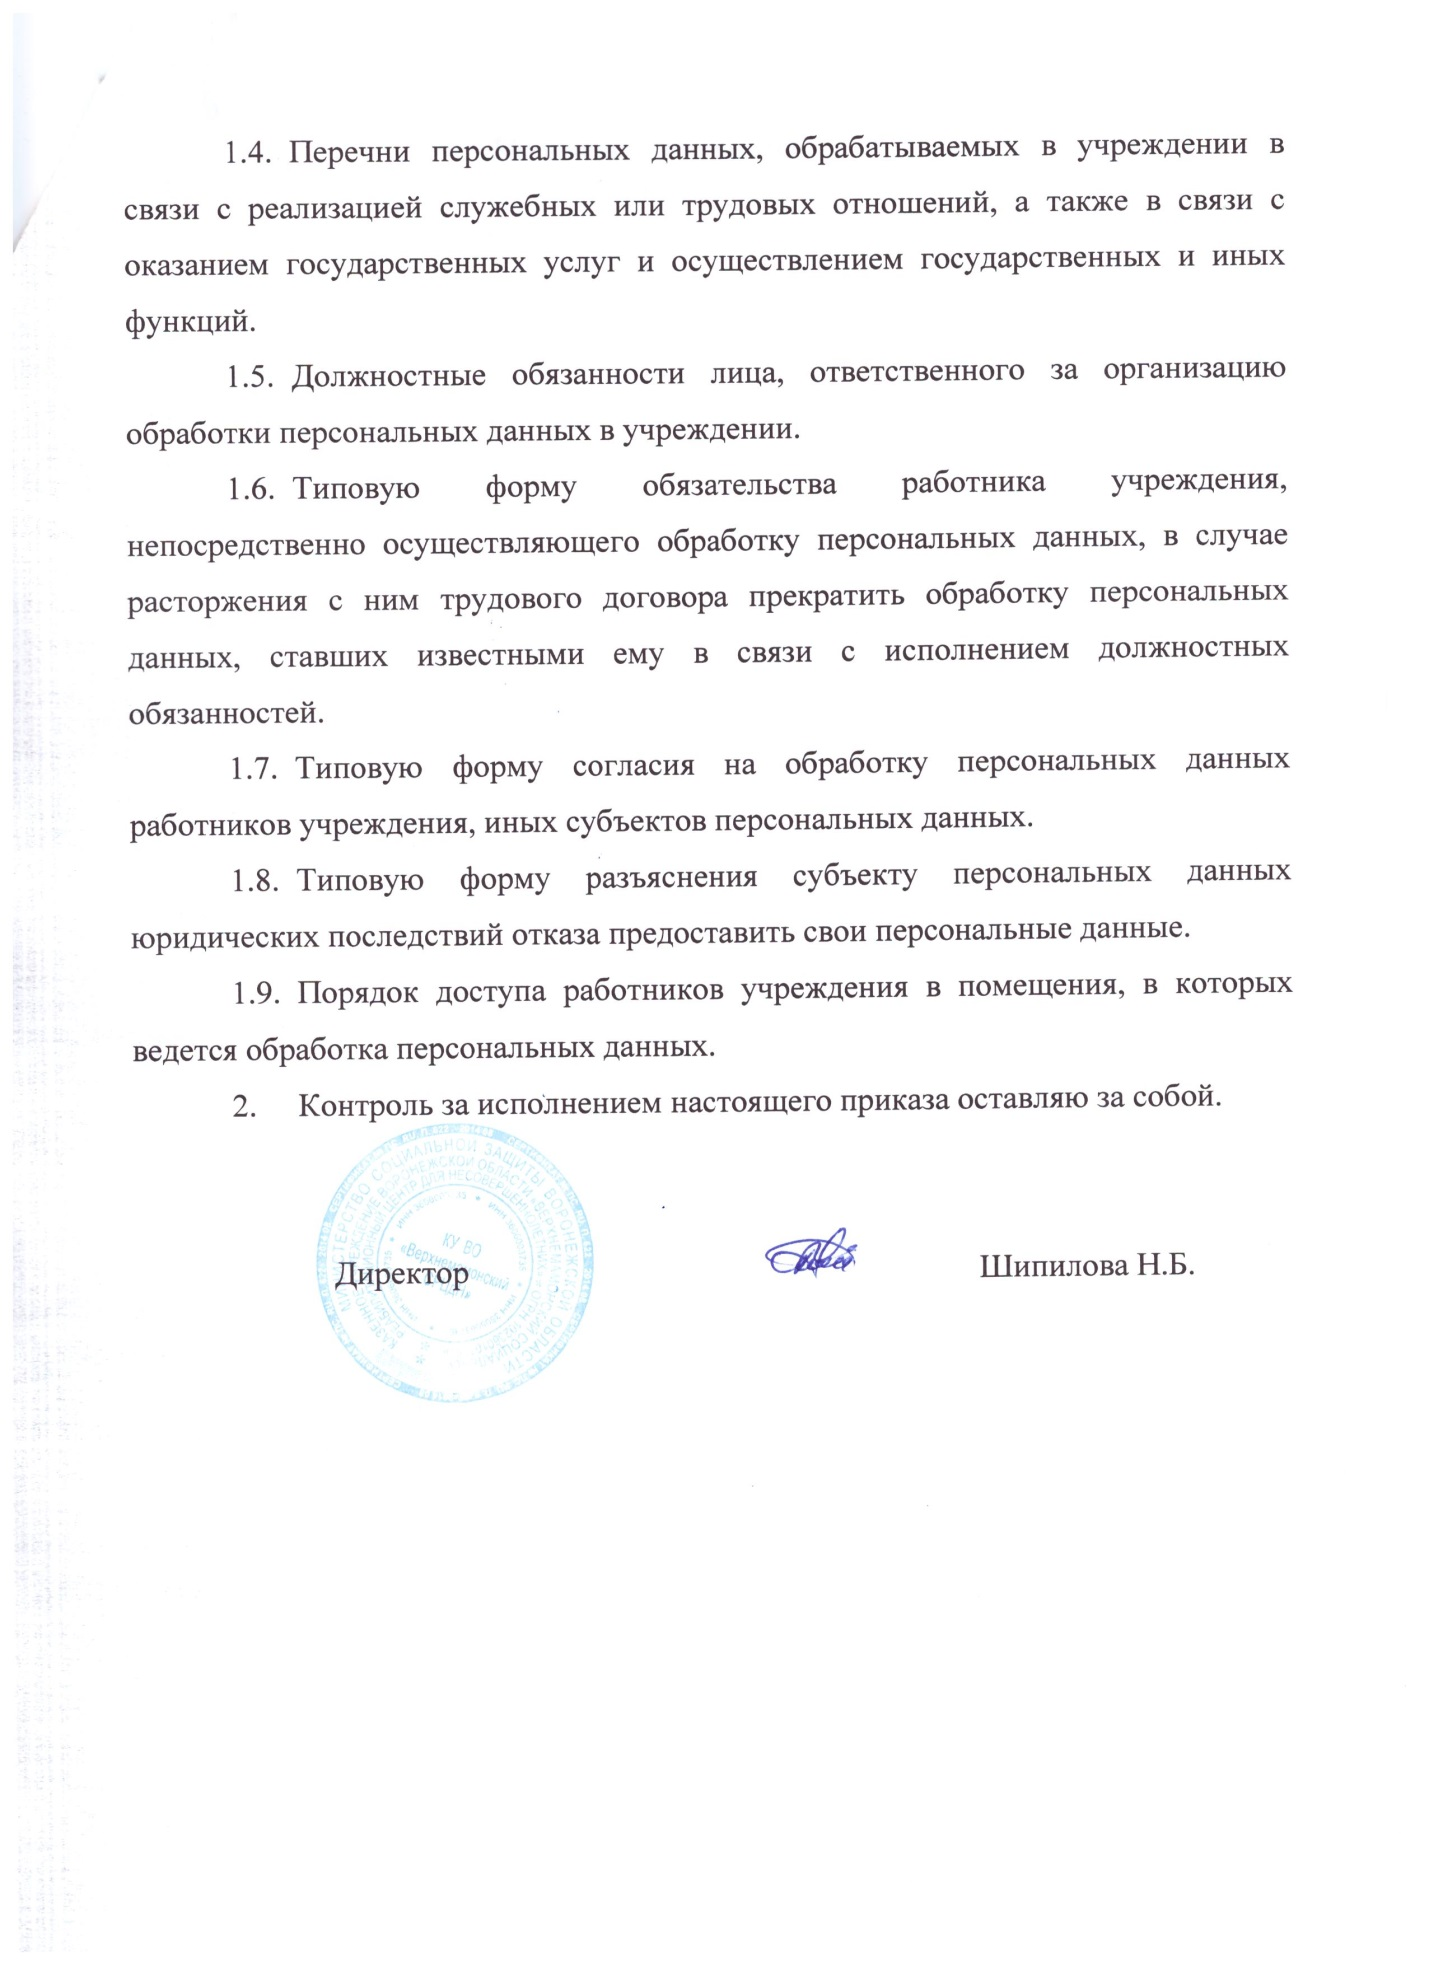 1.4. Перечни персональных данных, обрабатываемых в учреждении в
связи с реализацией служебных или трудовых отношений, а также в связи с
оказанием государственных услуг и осуществлением государственных и иных
функций.
1.5. Должностные обязанности лица, ответственного за организацию
обработки персональных данных в учреждении.
1.6. Типовую форму обязательства работника учреждения,
непосредственно осуществляющего обработку персональных данных, в случае
расторжения с ним трудового договора прекратить обработку персональных
данных, ставших известными ему в связи с исполнением должностных
обязанностей.
1.7. Типовую форму согласия на обработку персональных данных
работников учреждения, иных субъектов персональных данных.
1.8. Типовую форму разъяснения субъекту персональных данных
юридических последствий отказа предоставить свои персональные данные.
1.9. Порядок доступа работников учреждения в помещения, в которых
ведется обработка персональных данных.
2. Контроль за исполнением настоящего приказа оставляю за собой.
МИНИСТЕРСТВО СОЦИАЛЬНОЙ ЗАЩИТЫ ВОРОНЕЖСКОЙ ОБЛАСТИ
КУ ВО
Директор Шипилова Н.Б.